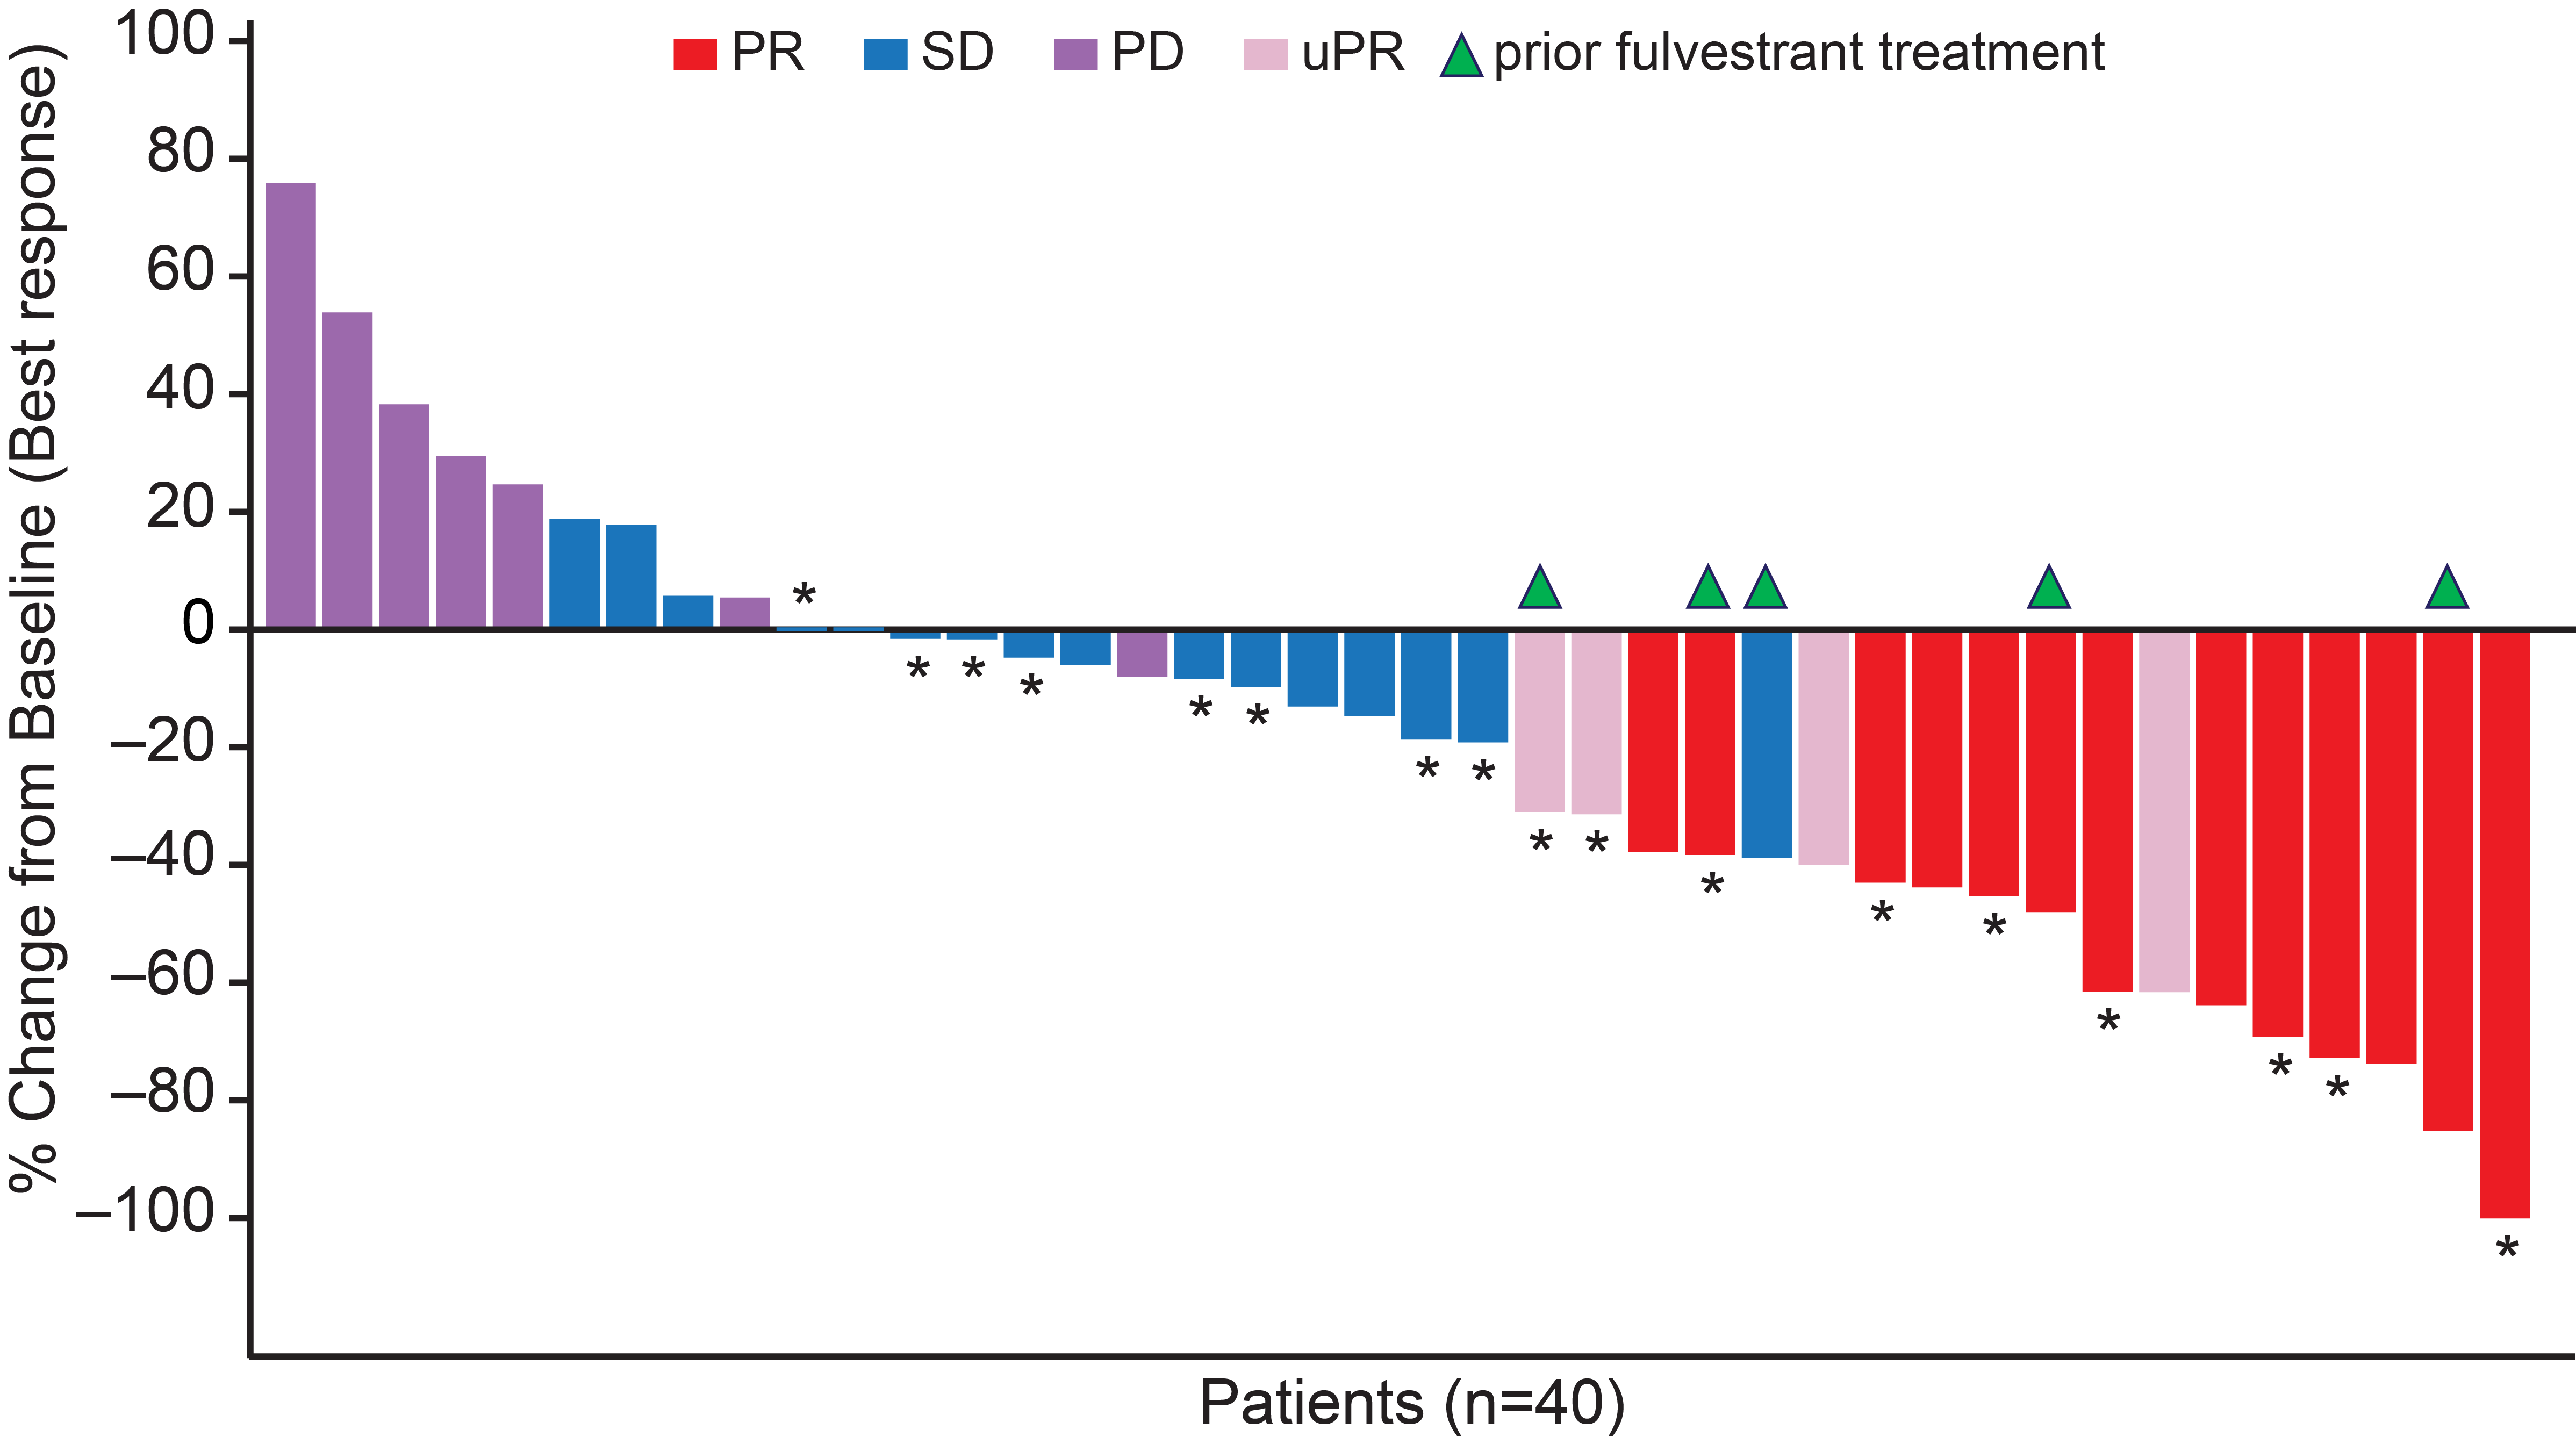 % Change from Baseline (Best response)
100
80
60
40
20
0
–20
–40
–60
–80
–100
PR SD PD uPR prior fulvestrant treatment
*
* * * * * * *
* * * * * * * * *
Patients (n=40)